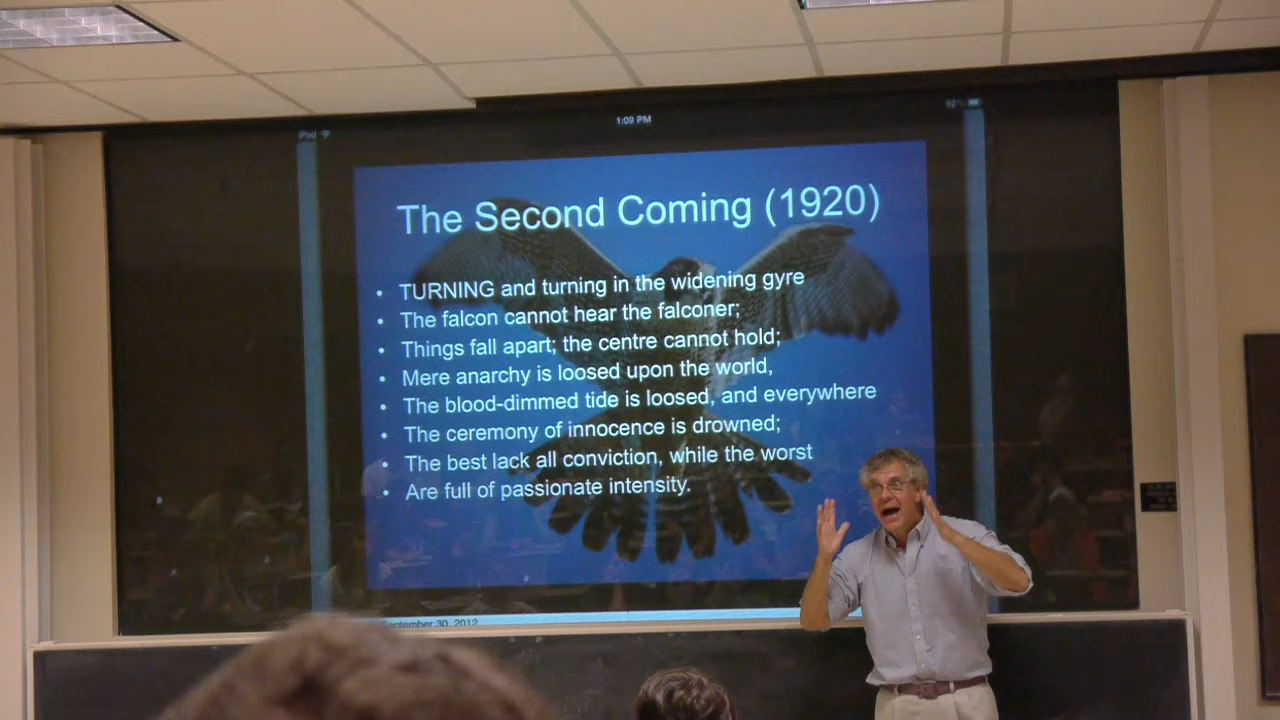 iPod
1:09 PM
92%
The Second Coming (1920)
• TURNING and turning in the widening gyre
• The falcon cannot hear the falconer;
• Things fall apart; the centre cannot hold;
• Mere anarchy is loosed upon the world,
• The blood-dimmed tide is loosed, and everywhere
• The ceremony of innocence is drowned;
• The best lack all conviction, while the worst
• Are full of passionate intensity.
September 30, 2012